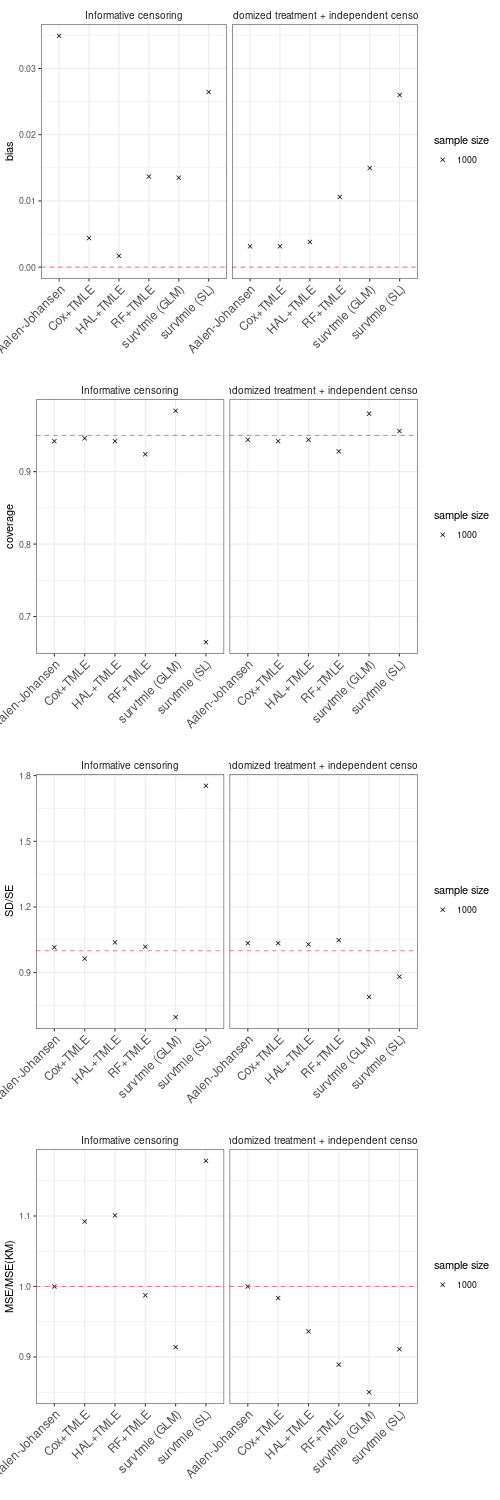 Informative censoring
domized treatment + independent censo
bias
0.03
0.02
0.01
0.00
Aalen-Johansen
Cox+TMLE
HAL+TMLE
RF+TMLE
survtmle (GLM)
survtmle (SL)
Aalen-Johansen
Cox+TMLE
HAL+TMLE
RF+TMLE
survtmle (GLM)
survtmle (SL)
sample size
1000
Informative censoring
ndomized treatment + independent censo
coverage
0.9
0.8
0.7
Aalen-Johansen
Cox+TMLE
HAL+TMLE
RF+TMLE
survtmle (GLM)
survtmle (SL)
Aalen-Johansen
Cox+TMLE
HAL+TMLE
RF+TMLE
survtmle (GLM)
survtmle (SL)
sample size
1000
Informative censoring
ndomized treatment + independent censo
SD/SE
1.8
1.5
1.2
0.9
Aalen-Johansen
Cox+TMLE
HAL+TMLE
RF+TMLE
survtmle (GLM)
survtmle (SL)
Aalen-Johansen
Cox+TMLE
HAL+TMLE
RF+TMLE
survtmle (GLM)
survtmle (SL)
sample size
1000
Informative censoring
ndomized treatment + independent censo
MSE/MSE(KM)
1.1
1.0
0.9
Aalen-Johansen
Cox+TMLE
HAL+TMLE
RF+TMLE
survtmle (GLM)
survtmle (SL)
Aalen-Johansen
Cox+TMLE
HAL+TMLE
RF+TMLE
survtmle (GLM)
survtmle (SL)
sample size
1000